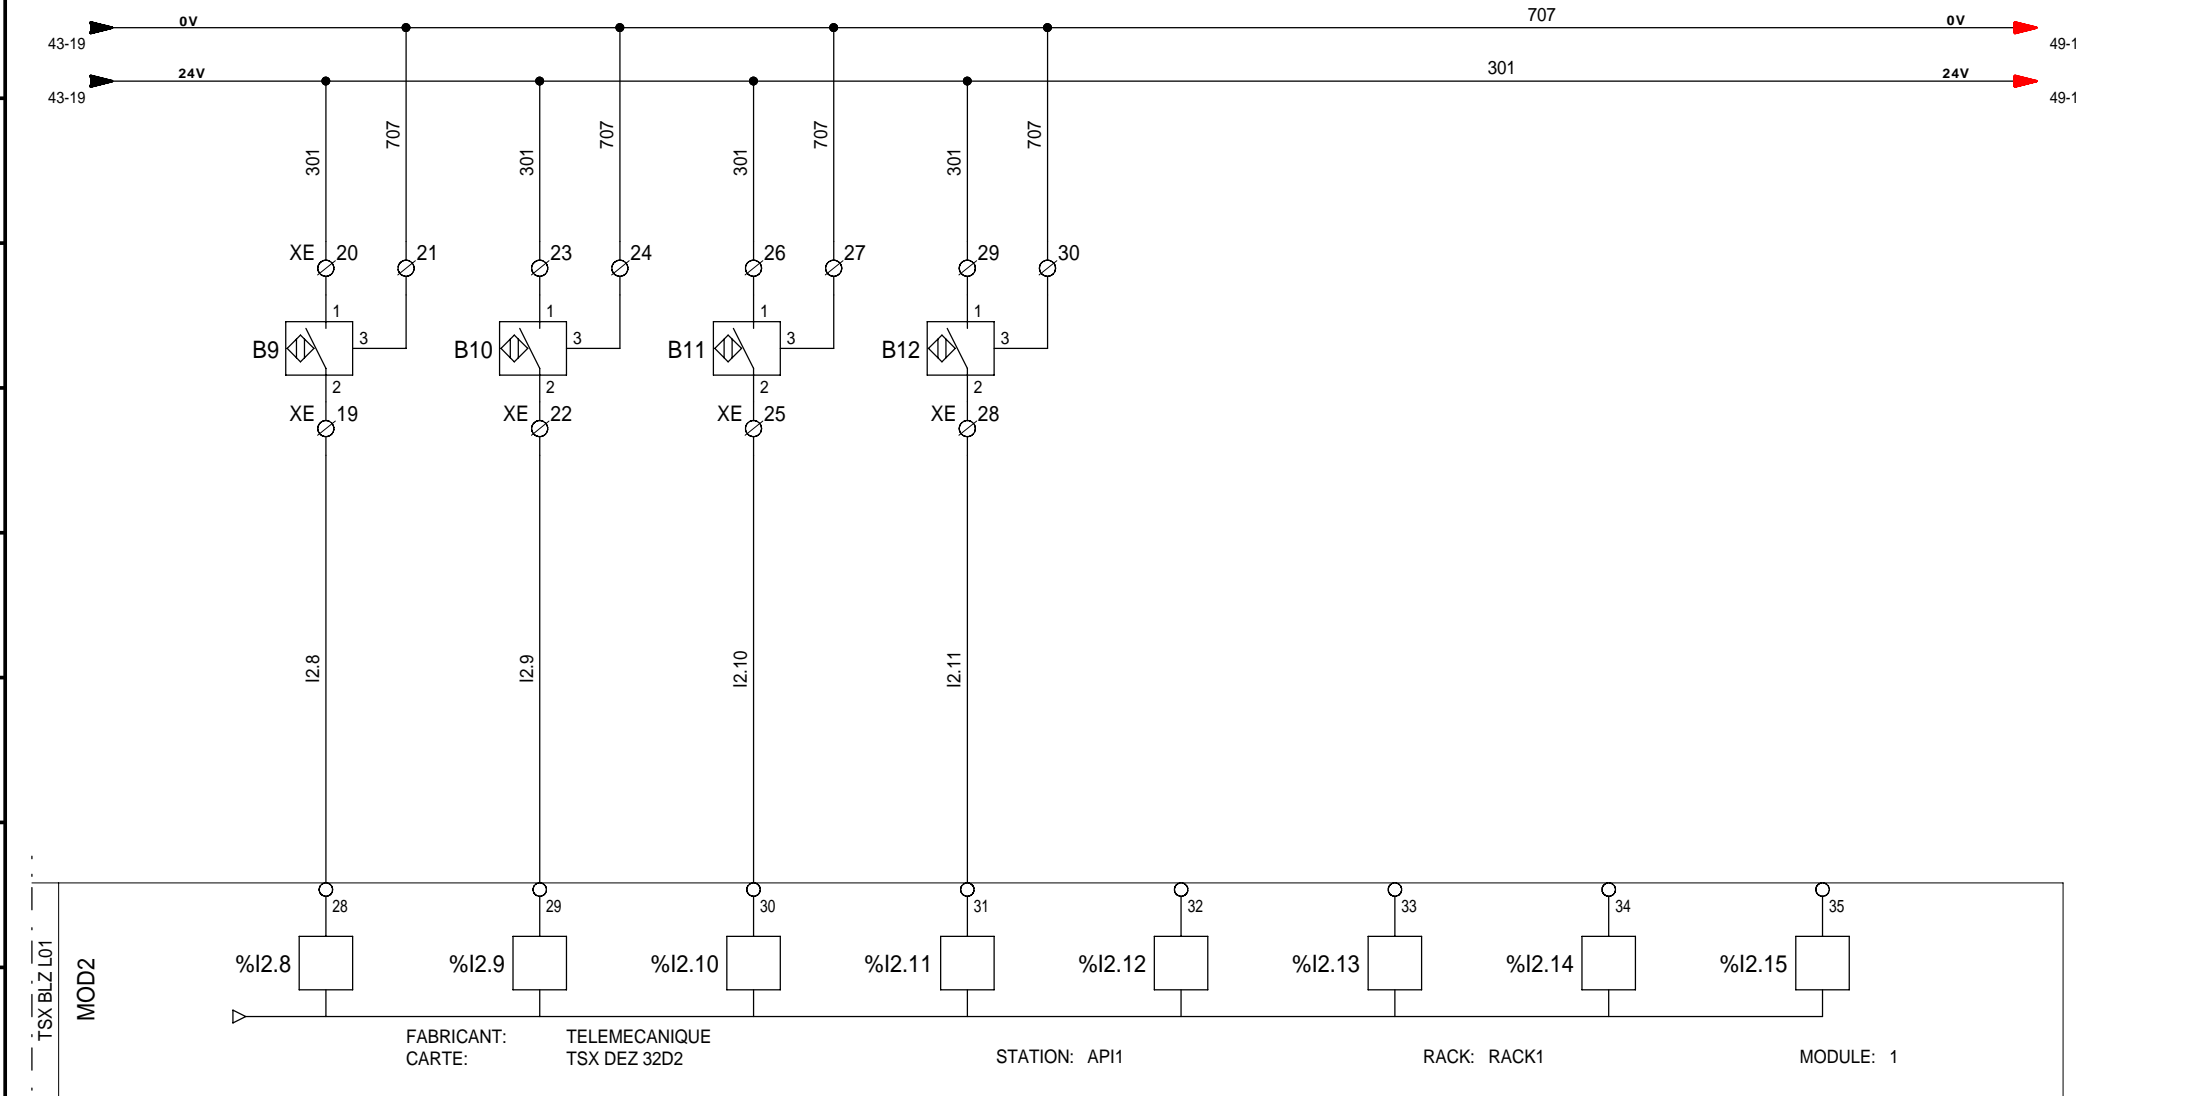 0V 707 0V
43-19 49-1
24V 301 24V
43-19 49-1
301 707 301 707 301 707 301 707
XE 20 21 23 24 26 27 29 30
1 1 1 1
B9 3 B10 3 B11 3 B12 3
2 2 2 2
XE 19 XE 22 XE 25 XE 28
I2.8 I2.9 I2.10 I2.11
28 29 30 31 32 33 34 35
%I2.8 %I2.9 %I2.10 %I2.11 %I2.12 %I2.13 %I2.14 %I2.15
TSX BLZ L01
MOD2
FABRICANT: TELEMECANIQUE
CARTE: TSX DEZ 32D2
STATION: API1 RACK: RACK1 MODULE: 1